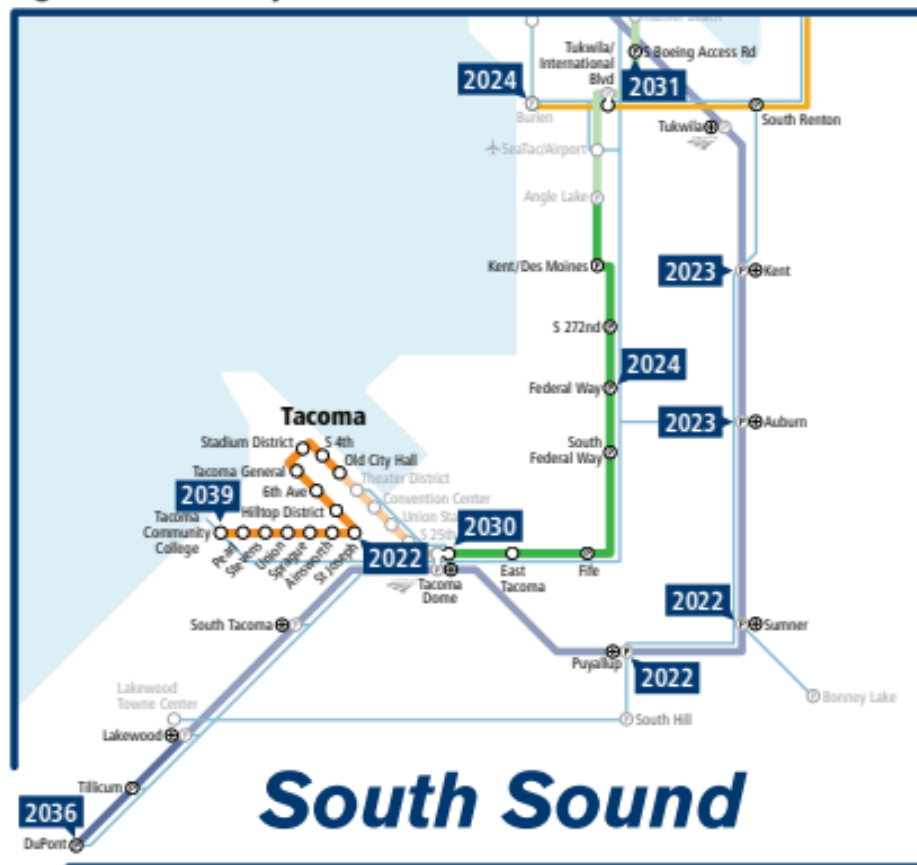 Tukwila/
International
Blvd
S Boeing Access Rd
2024
2031
Burien
South Renton
Tukwila
SeaTac/Airport
Angle Lake
Kent/Des Moines
2023
Kent
S 272nd
2024
Federal Way
2023
Auburn
Tacoma
Stadium District
S 4th
South
Federal Way
Old City Hall
Tacoma General
Theater District
6th Ave
2039
Convention Center
Hilltop District
Union Sta
Tacoma
Community
College
S 25th
2030
Pearl
Stevens
Union
Sprague
Ainsworth
St Joseph
2022
Tacoma
Dome
East
Tacoma
Fife
2022
South Tacoma
Sumner
Puyallup
2022
Lakewood
Towne Center
Bonney Lake
South Hill
Lakewood
Tillicum
South Sound
2036
DuPont